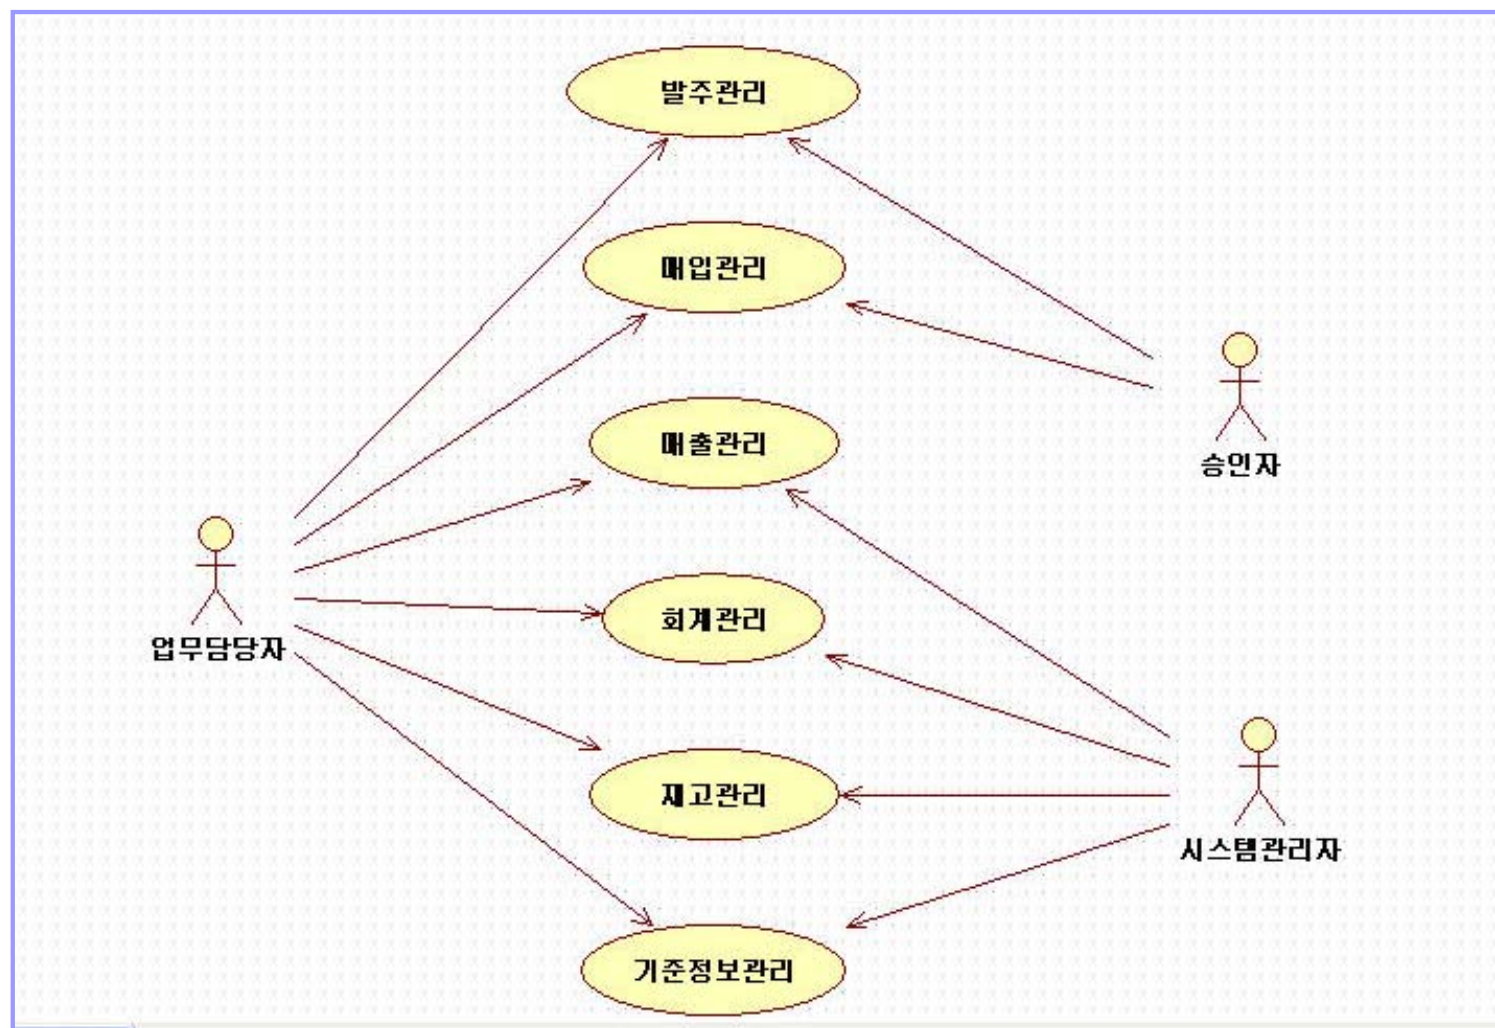 발주관리
매입관리
매출관리
승인자
회계관리
업무담당자
재고관리
시스템관리자
기준정보관리